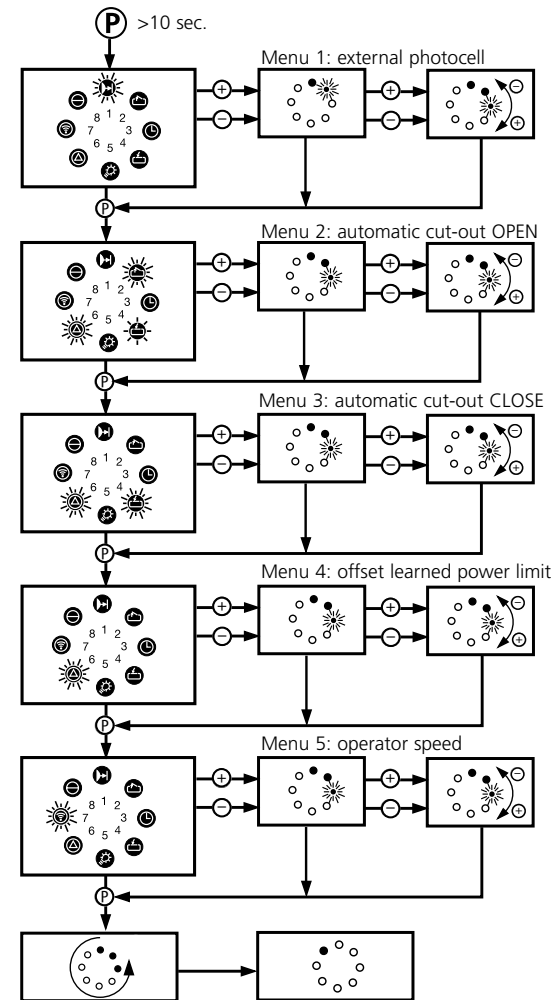 P >10 sec.
Menu 1: external photocell
8 1 2
7 3
6 5 4
+ +
- -
-
+
P
Menu 2: automatic cut-out OPEN
8 1 2
7 3
6 5 4
+ +
- -
-
+
P
Menu 3: automatic cut-out CLOSE
8 1 2
7 3
6 5 4
+ +
- -
-
+
P
Menu 4: offset learned power limit
8 1 2
7 3
6 5 4
+ +
- -
-
+
P
Menu 5: operator speed
8 1 2
7 3
6 5 4
+ +
- -
-
+
P